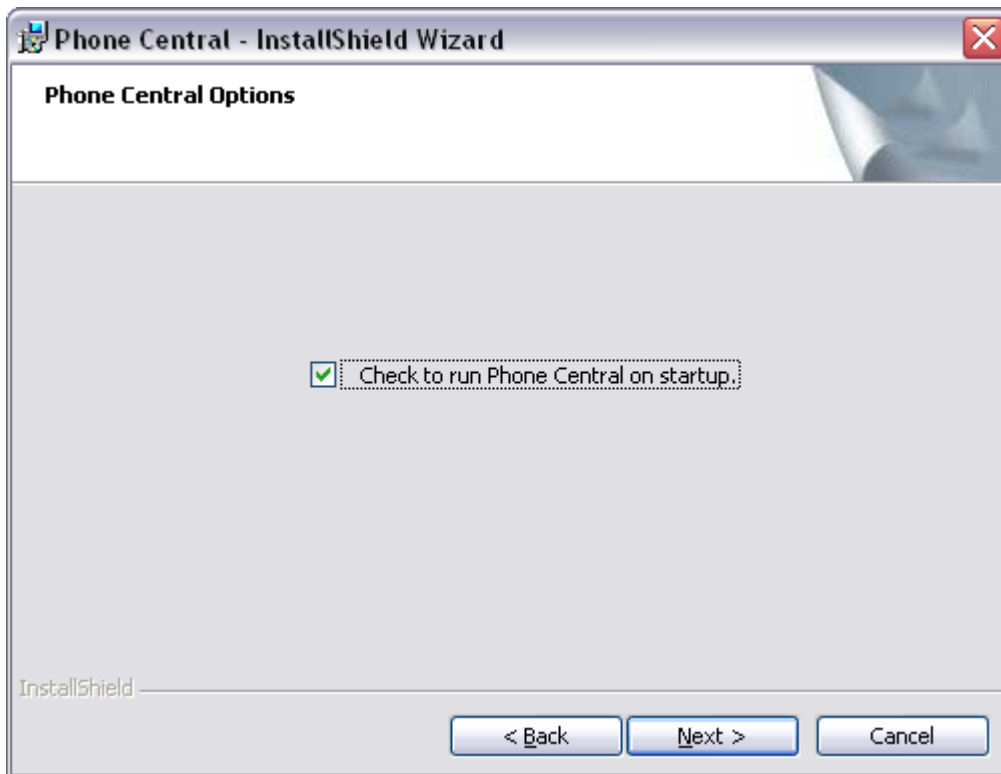 Phone Central - InstallShield Wizard
Phone Central Options
Check to run Phone Central on startup.
InstallShield
< Back
Next >
Cancel